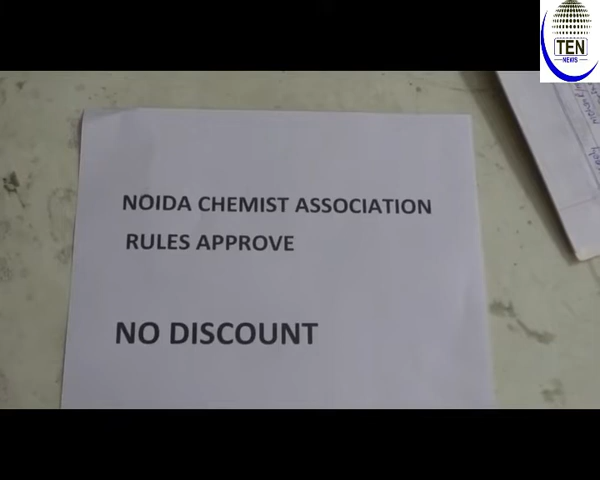 TEN
NEWS
NOIDA CHEMIST ASSOCIATION
RULES APPROVE
NO DISCOUNT